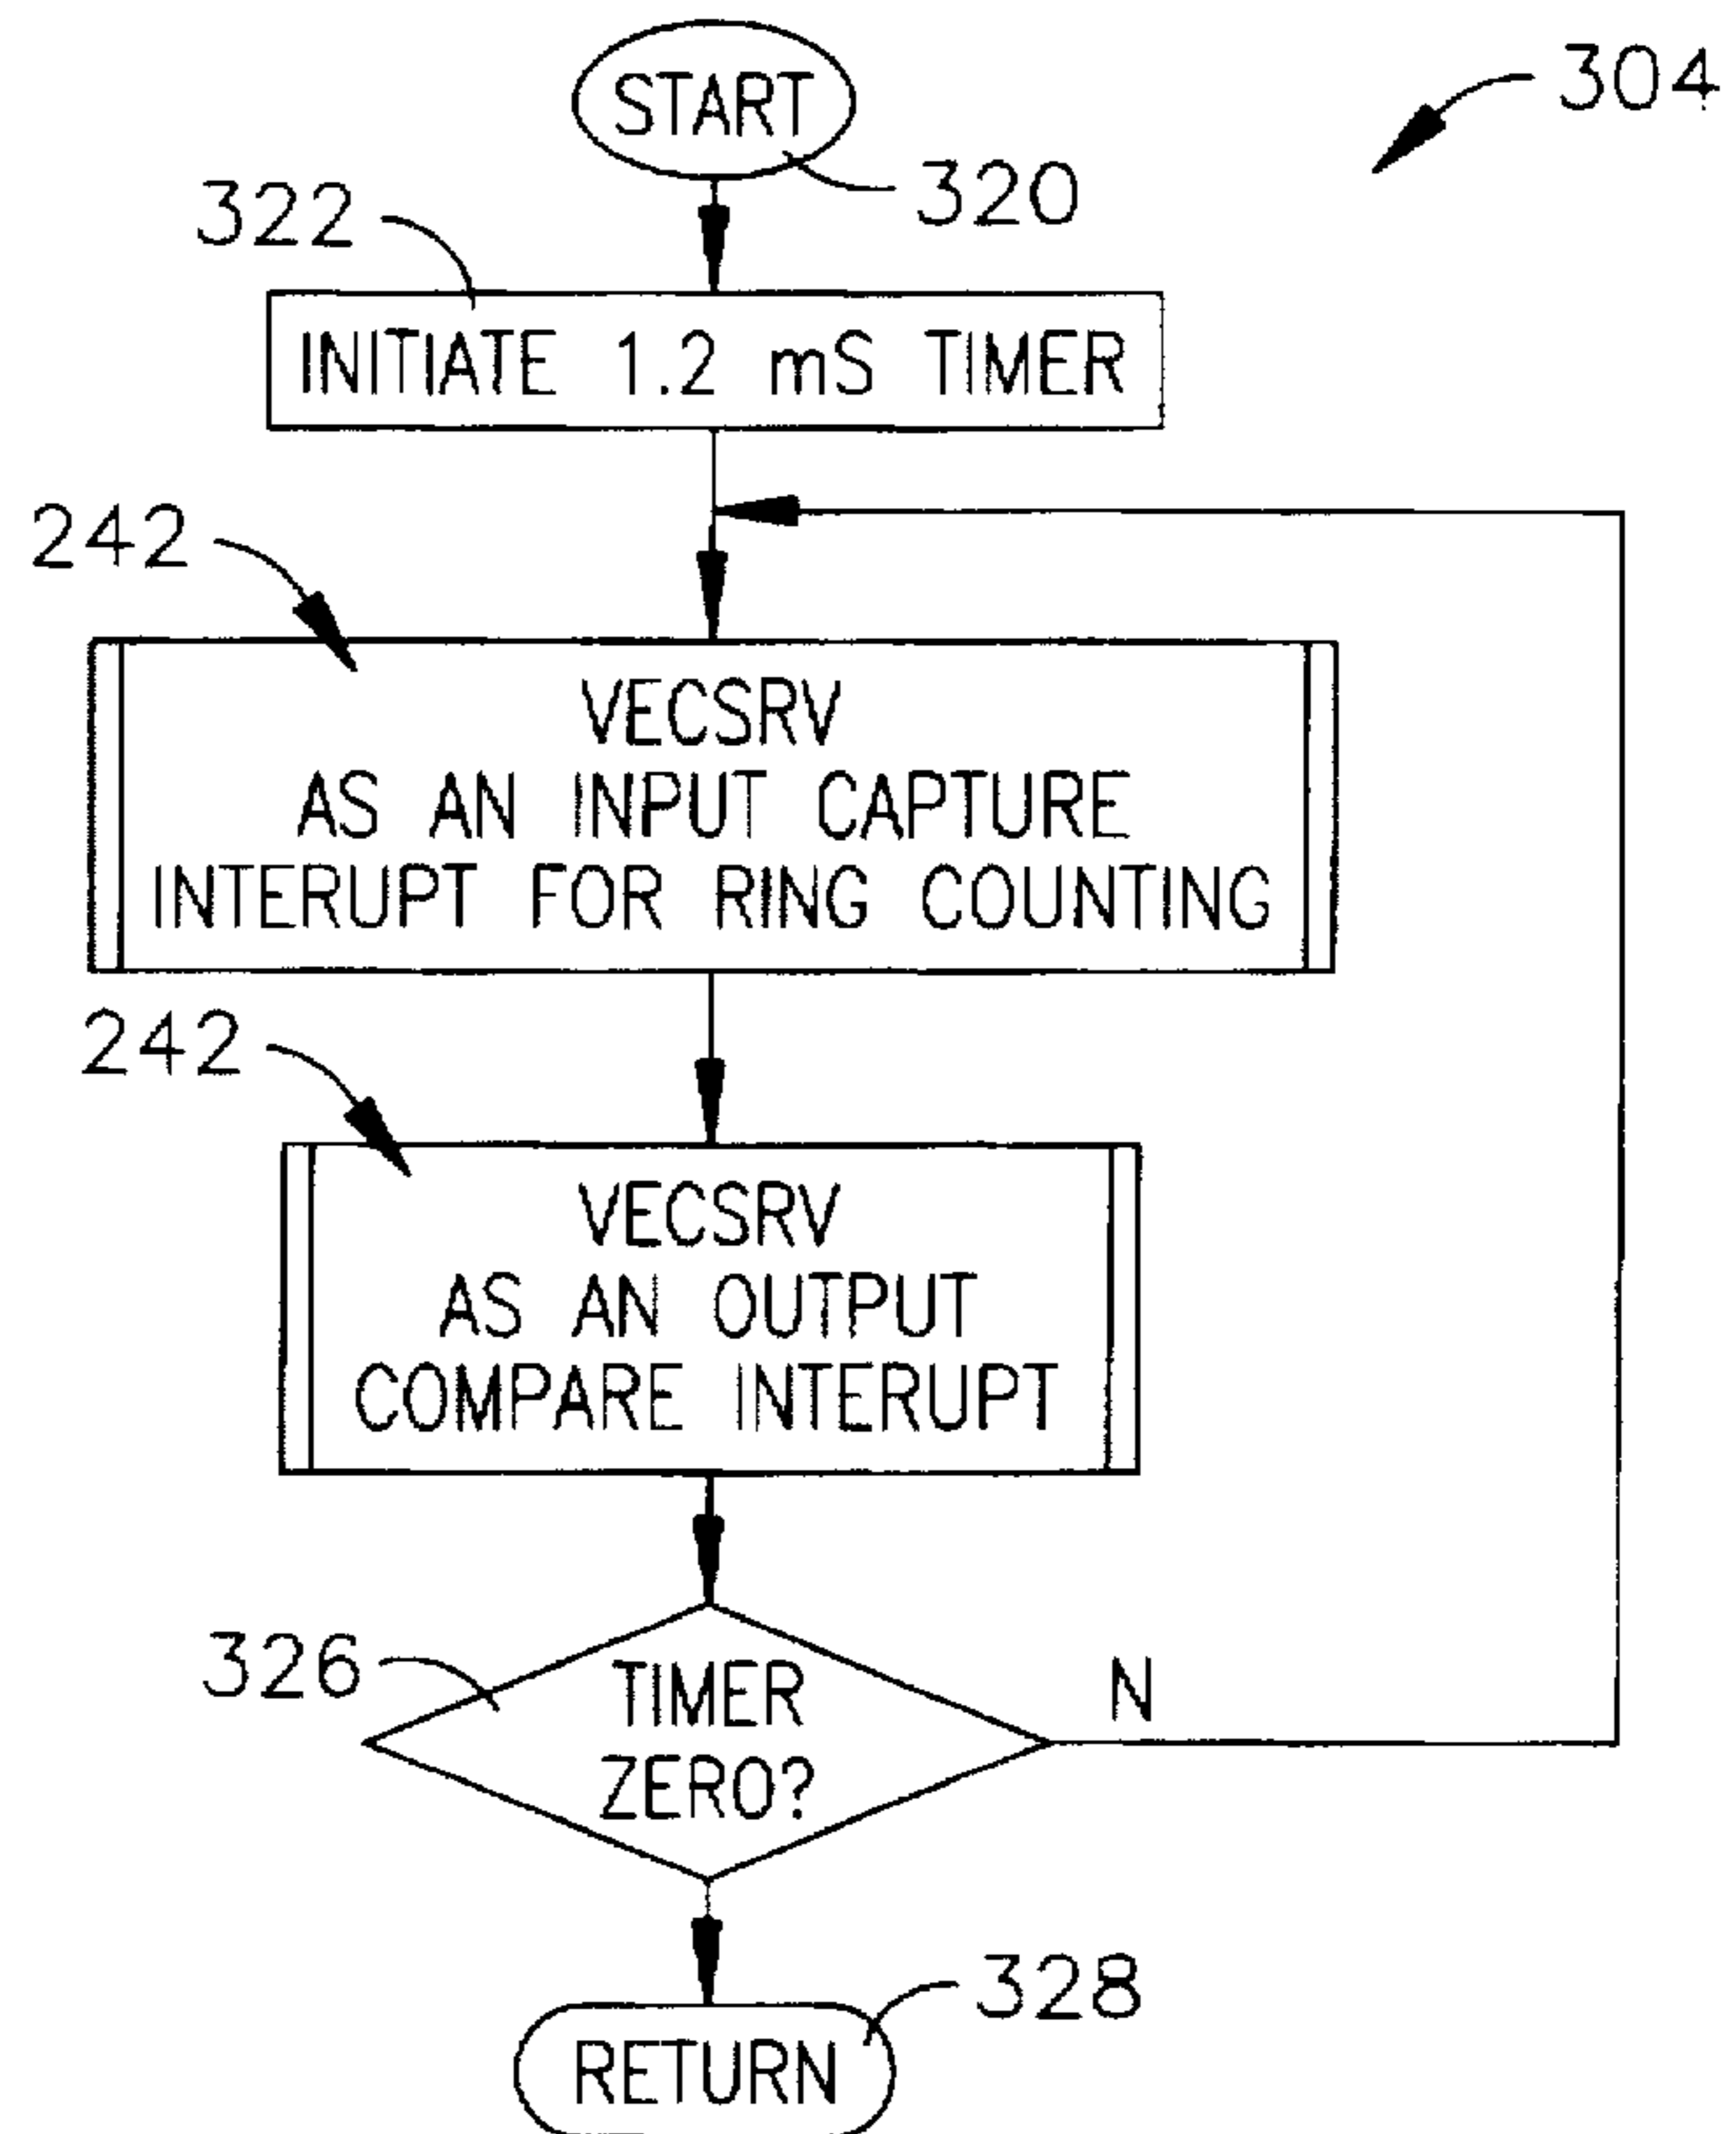 START
304
320
322
INITIATE 1.2 mS TIMER
242
VECSRV
AS AN INPUT CAPTURE
INTERUPT FOR RING COUNTING
242
VECSRV
AS AN OUTPUT
COMPARE INTERUPT
326
TIMER
ZERO?
N
328
RETURN